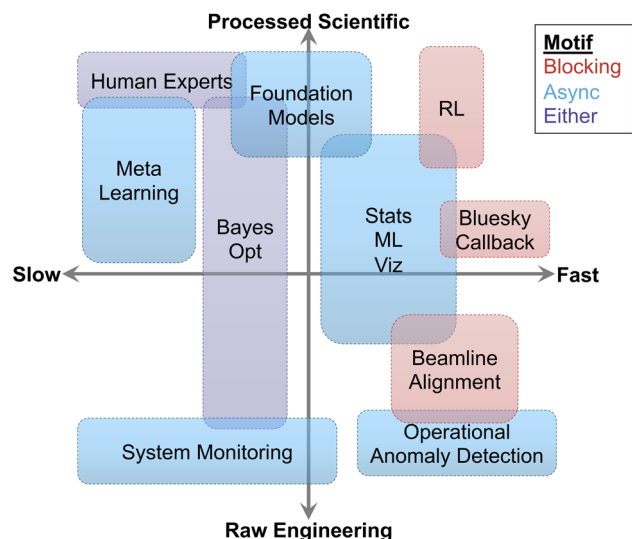 Processed Scientific
Motif
Blocking
Async
Either
Human Experts
Foundation
Models
RL
Meta
Learning
Bayes
Opt
Stats
ML
Viz
Bluesky
Callback
Slow
Fast
Beamline
Alignment
System Monitoring
Operational
Anomaly Detection
Raw Engineering